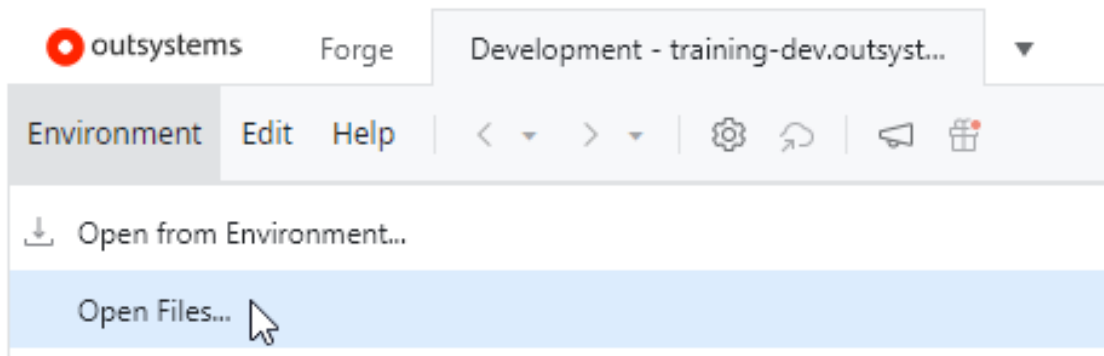 outsystems Forge Development - training-dev.outsyst...
Environment Edit Help
Open from Environment...
Open Files...